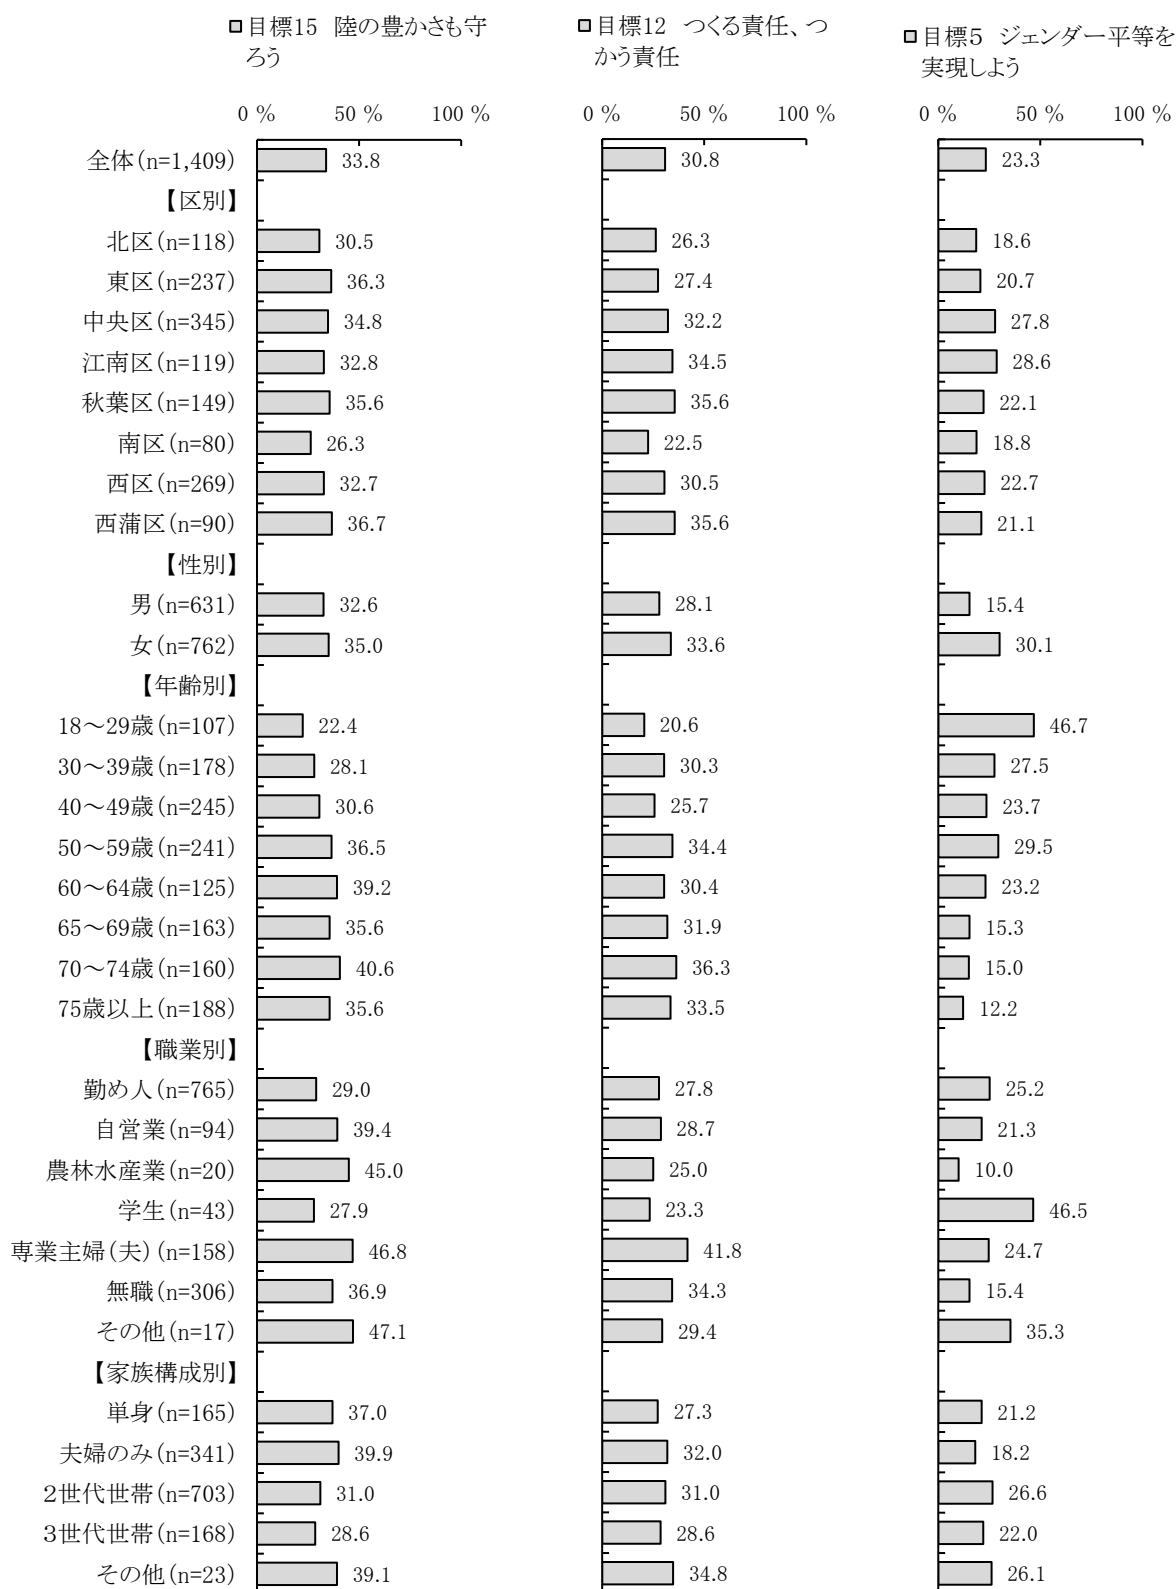 目標15　陸の豊かさも守
ろう
目標12　つくる責任、つ
かう責任
目標5　ジェンダー平等を
実現しよう
0 % 50 % 100 % 0 % 50 % 100 % 0 % 50 % 100 %
全体(n=1,409) 33.8 30.8 23.3
【区別】
北区(n=118) 30.5 26.3 18.6
東区(n=237) 36.3 27.4 20.7
中央区(n=345) 34.8 32.2 27.8
江南区(n=119) 32.8 34.5 28.6
秋葉区(n=149) 35.6 35.6 22.1
南区(n=80) 26.3 22.5 18.8
西区(n=269) 32.7 30.5 22.7
西蒲区(n=90) 36.7 35.6 21.1
【性別】
男(n=631) 32.6 28.1 15.4
女(n=762) 35.0 33.6 30.1
【年齢別】
18～29歳(n=107) 22.4 20.6 46.7
30～39歳(n=178) 28.1 30.3 27.5
40～49歳(n=245) 30.6 25.7 23.7
50～59歳(n=241) 36.5 34.4 29.5
60～64歳(n=125) 39.2 30.4 23.2
65～69歳(n=163) 35.6 31.9 15.3
70～74歳(n=160) 40.6 36.3 15.0
75歳以上(n=188) 35.6 33.5 12.2
【職業別】
勤め人(n=765) 29.0 27.8 25.2
自営業(n=94) 39.4 28.7 21.3
農林水産業(n=20) 45.0 25.0 10.0
学生(n=43) 27.9 23.3 46.5
専業主婦(夫)(n=158) 46.8 41.8 24.7
無職(n=306) 36.9 34.3 15.4
その他(n=17) 47.1 29.4 35.3
【家族構成別】
単身(n=165) 37.0 27.3 21.2
夫婦のみ(n=341) 39.9 32.0 18.2
２世代世帯(n=703) 31.0 31.0 26.6
３世代世帯(n=168) 28.6 28.6 22.0
その他(n=23) 39.1 34.8 26.1